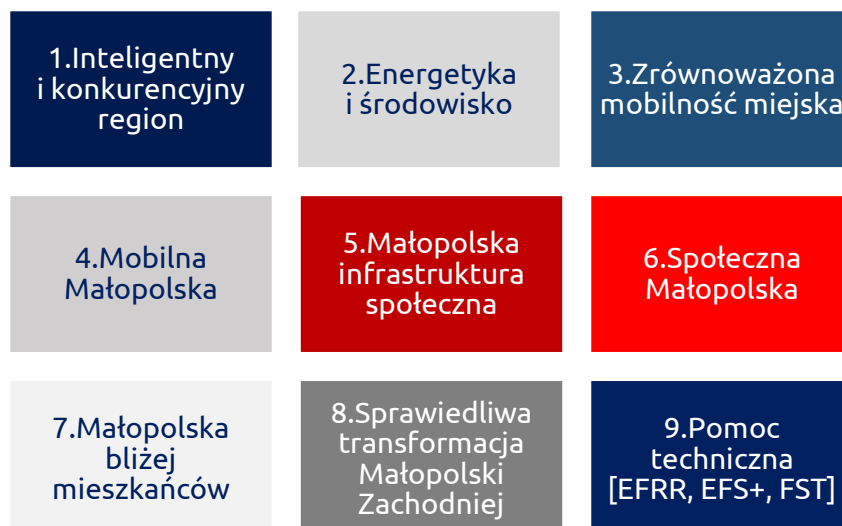 1.Inteligentny
i konkurencyjny
region
2.Energetyka
i środowisko
3.Zrównoważona
mobilność miejska
4.Mobilna
Małopolska
5.Małopolska
infrastruktura
społeczna
6.Społeczna
Małopolska
7.Małopolska
bliżej
mieszkańców
8.Sprawiedliwa
transformacja
Małopolski
Zachodniej
9.Pomoc
techniczna
[EFRR, EFS+, FST]